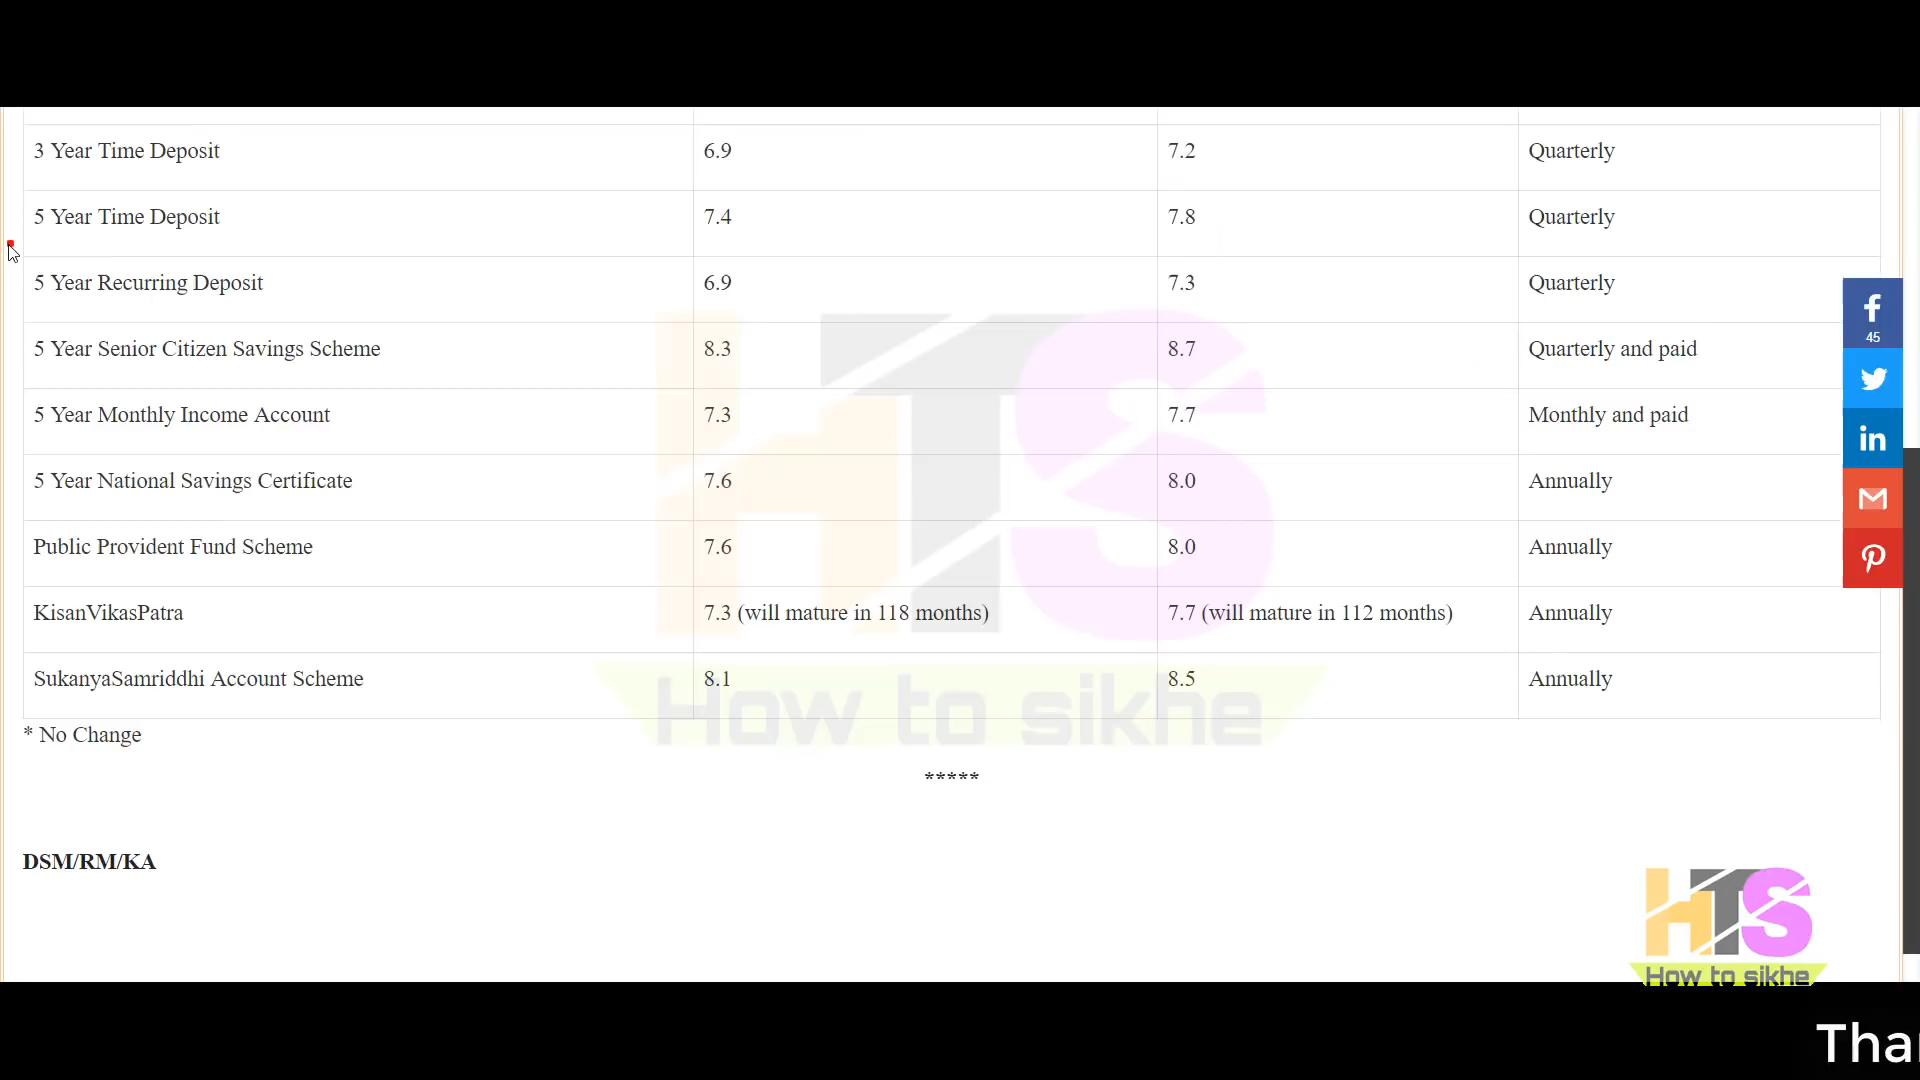 3 Year Time Deposit 6.9 7.2 Quarterly
5 Year Time Deposit 7.4 7.8 Quarterly
5 Year Recurring Deposit 6.9 7.3 Quarterly
5 Year Senior Citizen Savings Scheme 8.3 8.7 Quarterly and paid
5 Year Monthly Income Account 7.3 7.7 Monthly and paid
5 Year National Savings Certificate 7.6 8.0 Annually
Public Provident Fund Scheme 7.6 8.0 Annually
KisanVikasPatra 7.3 (will mature in 118 months) 7.7 (will mature in 112 months) Annually
SukanyaSamriddhi Account Scheme 8.1 8.5 Annually
* No Change
*****
DSM/RM/KA
45
HTS
How to sikhe
HTS
How to sikhe
Tha